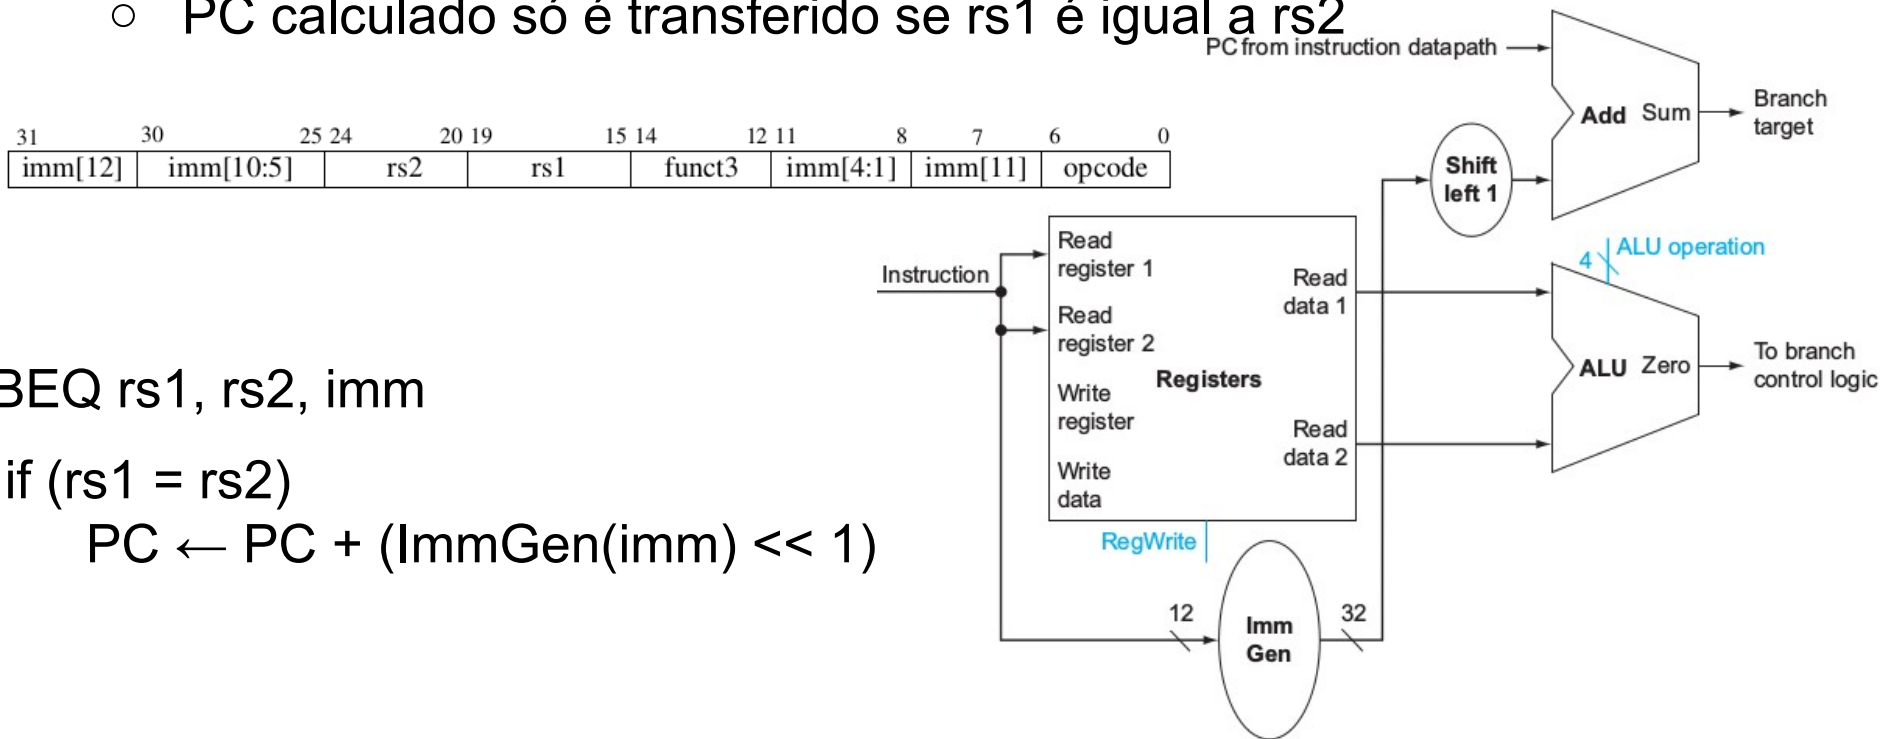 ○ PC calculado só é transferido se rs1 é igual a rs2
31 30 25 24 20 19 15 14 12 11 8 7 6 0
imm[12] imm[10:5] rs2 rs1 funct3 imm[4:1] imm[11] opcode
BEQ rs1, rs2, imm
if (rs1 = rs2)
PC ← PC + (ImmGen(imm) << 1)
PC from instruction datapath
Add Sum
Branch
target
Shift
left 1
4
ALU operation
Instruction
Read
register 1
Read
register 2
Write
register
Write
data
Registers
Read
data 1
Read
data 2
ALU Zero
To branch
control logic
RegWrite
12
Imm
Gen
32